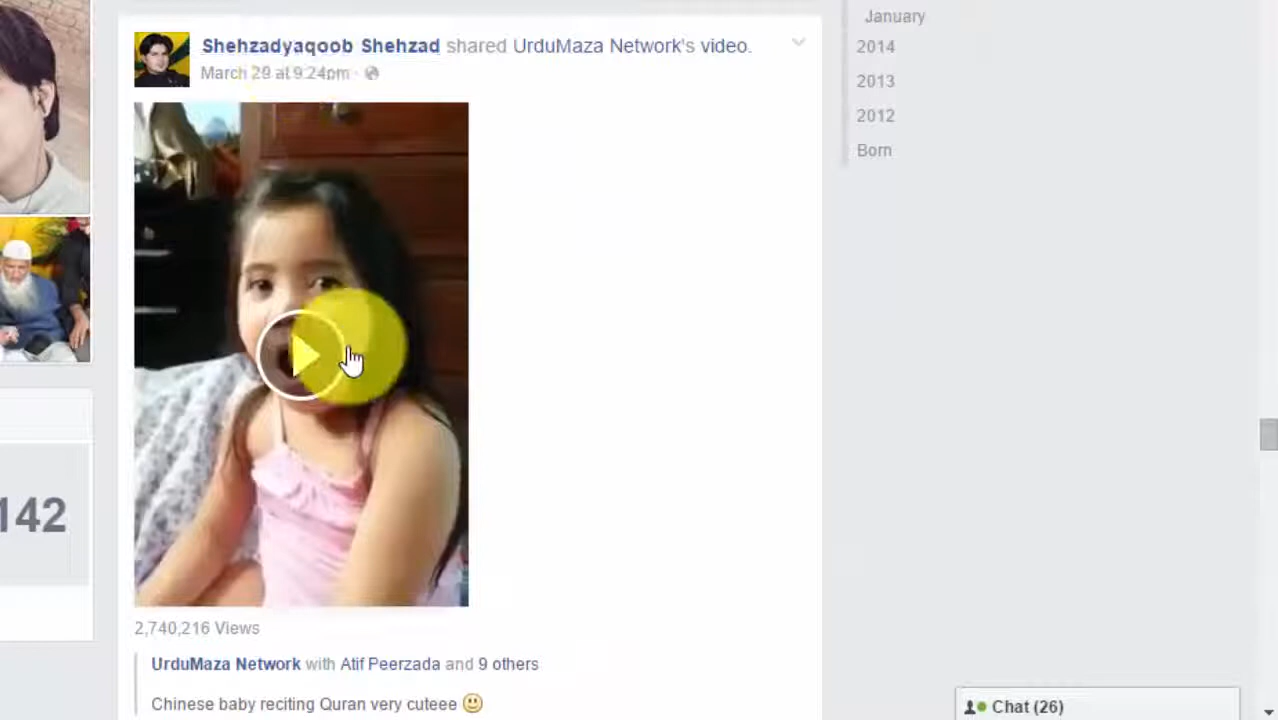 January
Shehzadyaqoob Shehzad shared UrduMaza Network's video.
March 29 at 9:24pm ·
2014
2013
2012
Born
142
2,740,216 Views
UrduMaza Network with Atif Peerzada and 9 others
Chinese baby reciting Quran very cuteee
Chat (26)